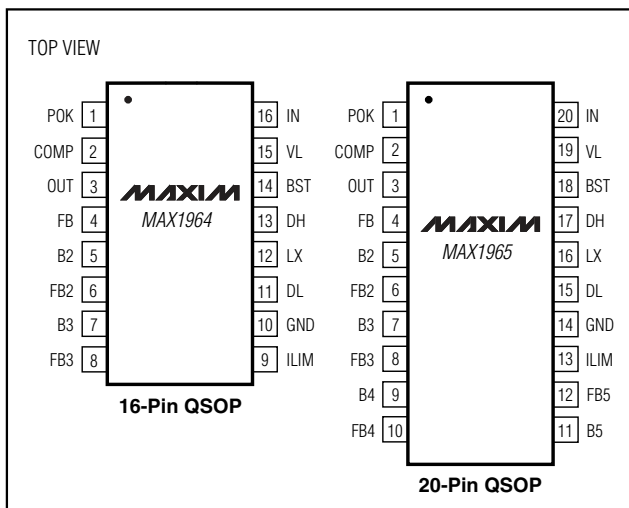 TOP VIEW
POK 1
COMP 2
OUT 3
FB 4
B2 5
FB2 6
B3 7
FB3 8
MAXIM
MAX1964
16 IN
15 VL
14 BST
13 DH
12 LX
11 DL
10 GND
9 ILIM
16-Pin QSOP
POK 1
COMP 2
OUT 3
FB 4
B2 5
FB2 6
B3 7
FB3 8
B4 9
FB4 10
MAXIM
MAX1965
20 IN
19 VL
18 BST
17 DH
16 LX
15 DL
14 GND
13 ILIM
12 FB5
11 B5
20-Pin QSOP